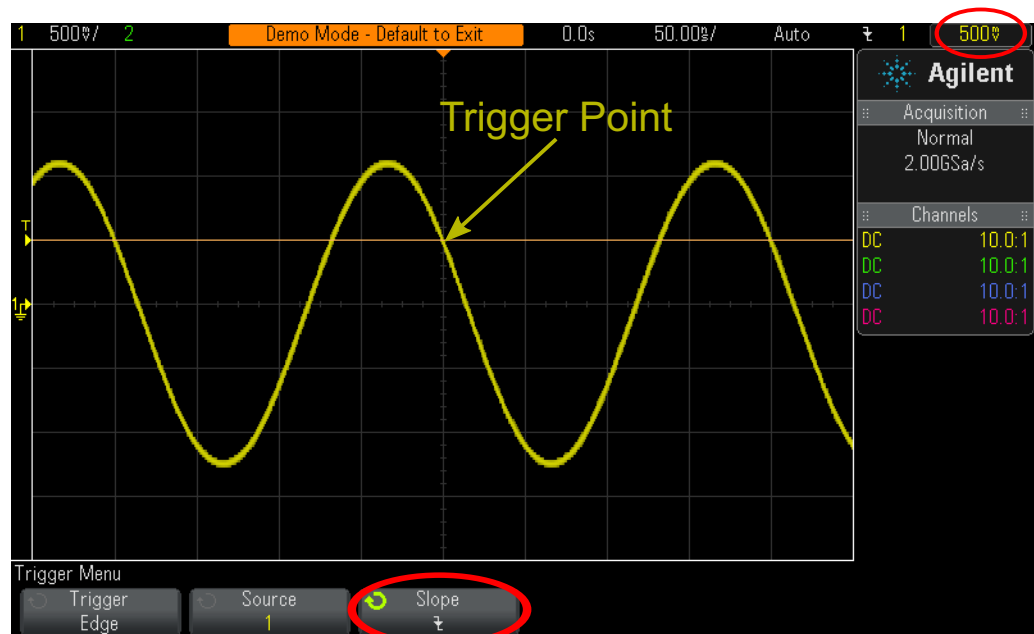 1 500mV/ 2 Demo Mode - Default to Exit 0.0s 50.00ns/ Auto 1 500mV
Agilent
Trigger Point
Acquisition
Normal
2.00GSa/s
T
Channels
DC 10.0:1
DC 10.0:1
DC 10.0:1
DC 10.0:1
1
Trigger Menu
Trigger Source Slope
Edge 1